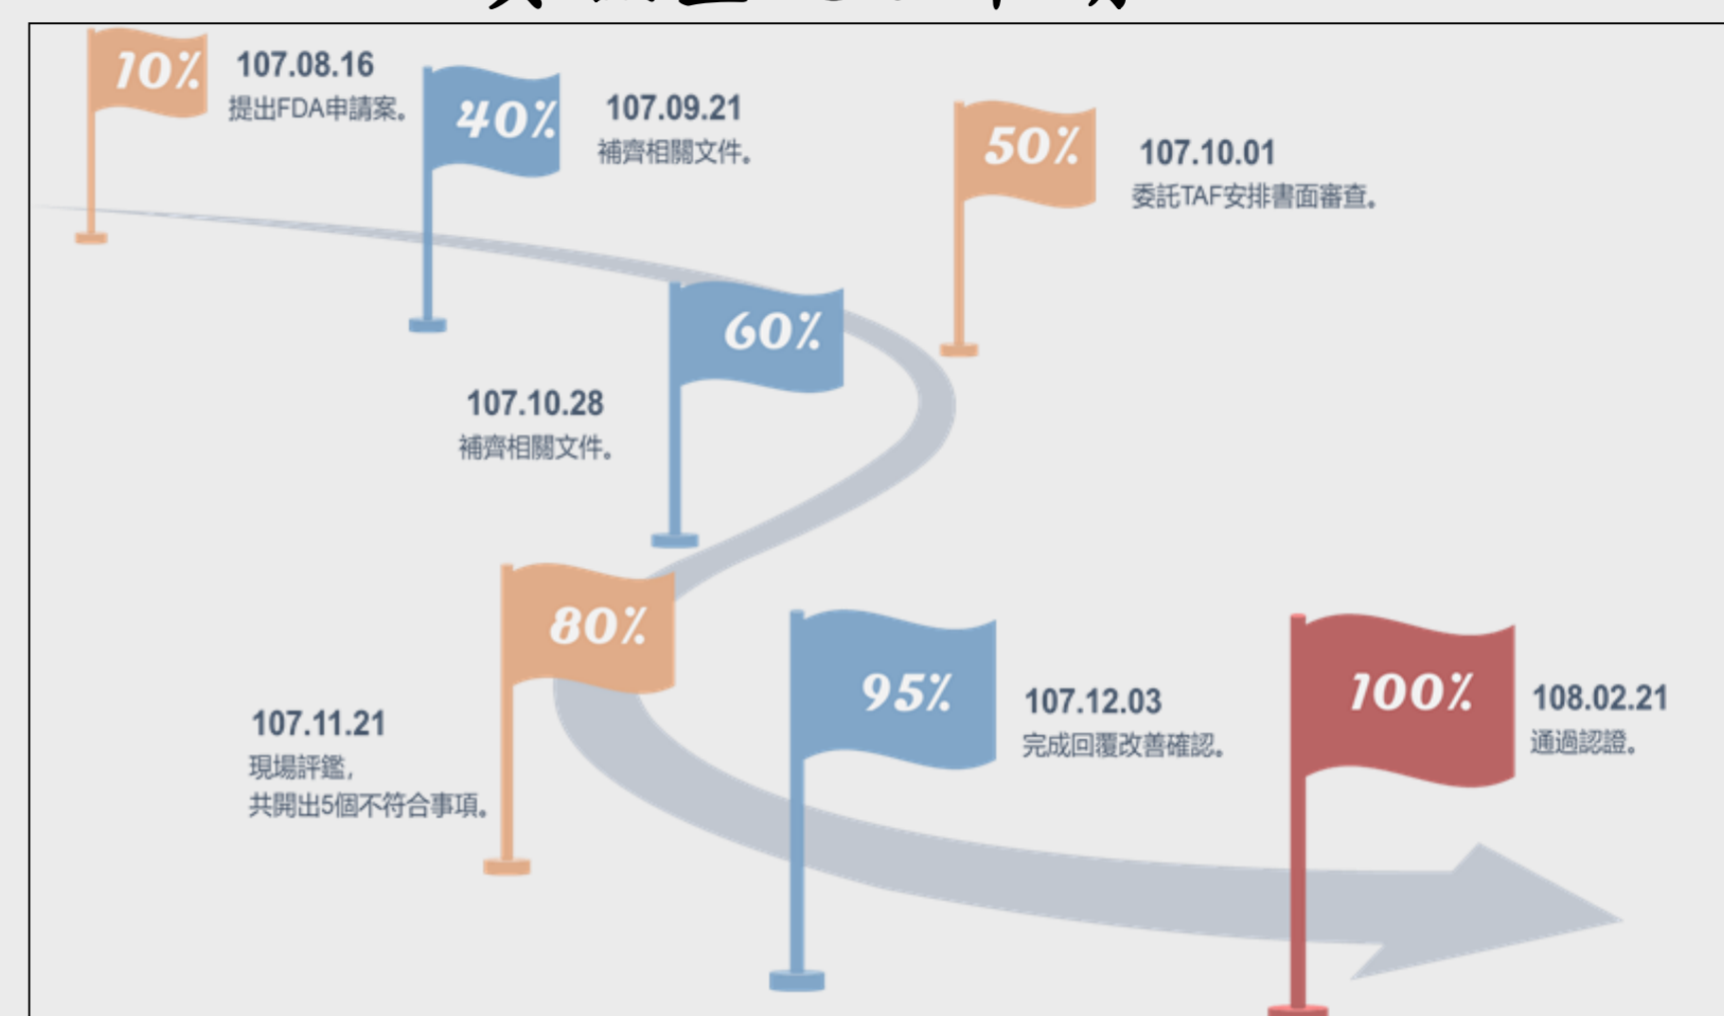 10%
107.08.16
提出FDA申請案。
40%
107.09.21
補齊相關文件。
50%
107.10.01
委託TAF安排書面審查。
60%
107.10.28
補齊相關文件。
80%
107.11.21
現場評鑑,
共開出5個不符合事項。
95%
107.12.03
完成回覆改善確認。
100%
108.02.21
通過認證。